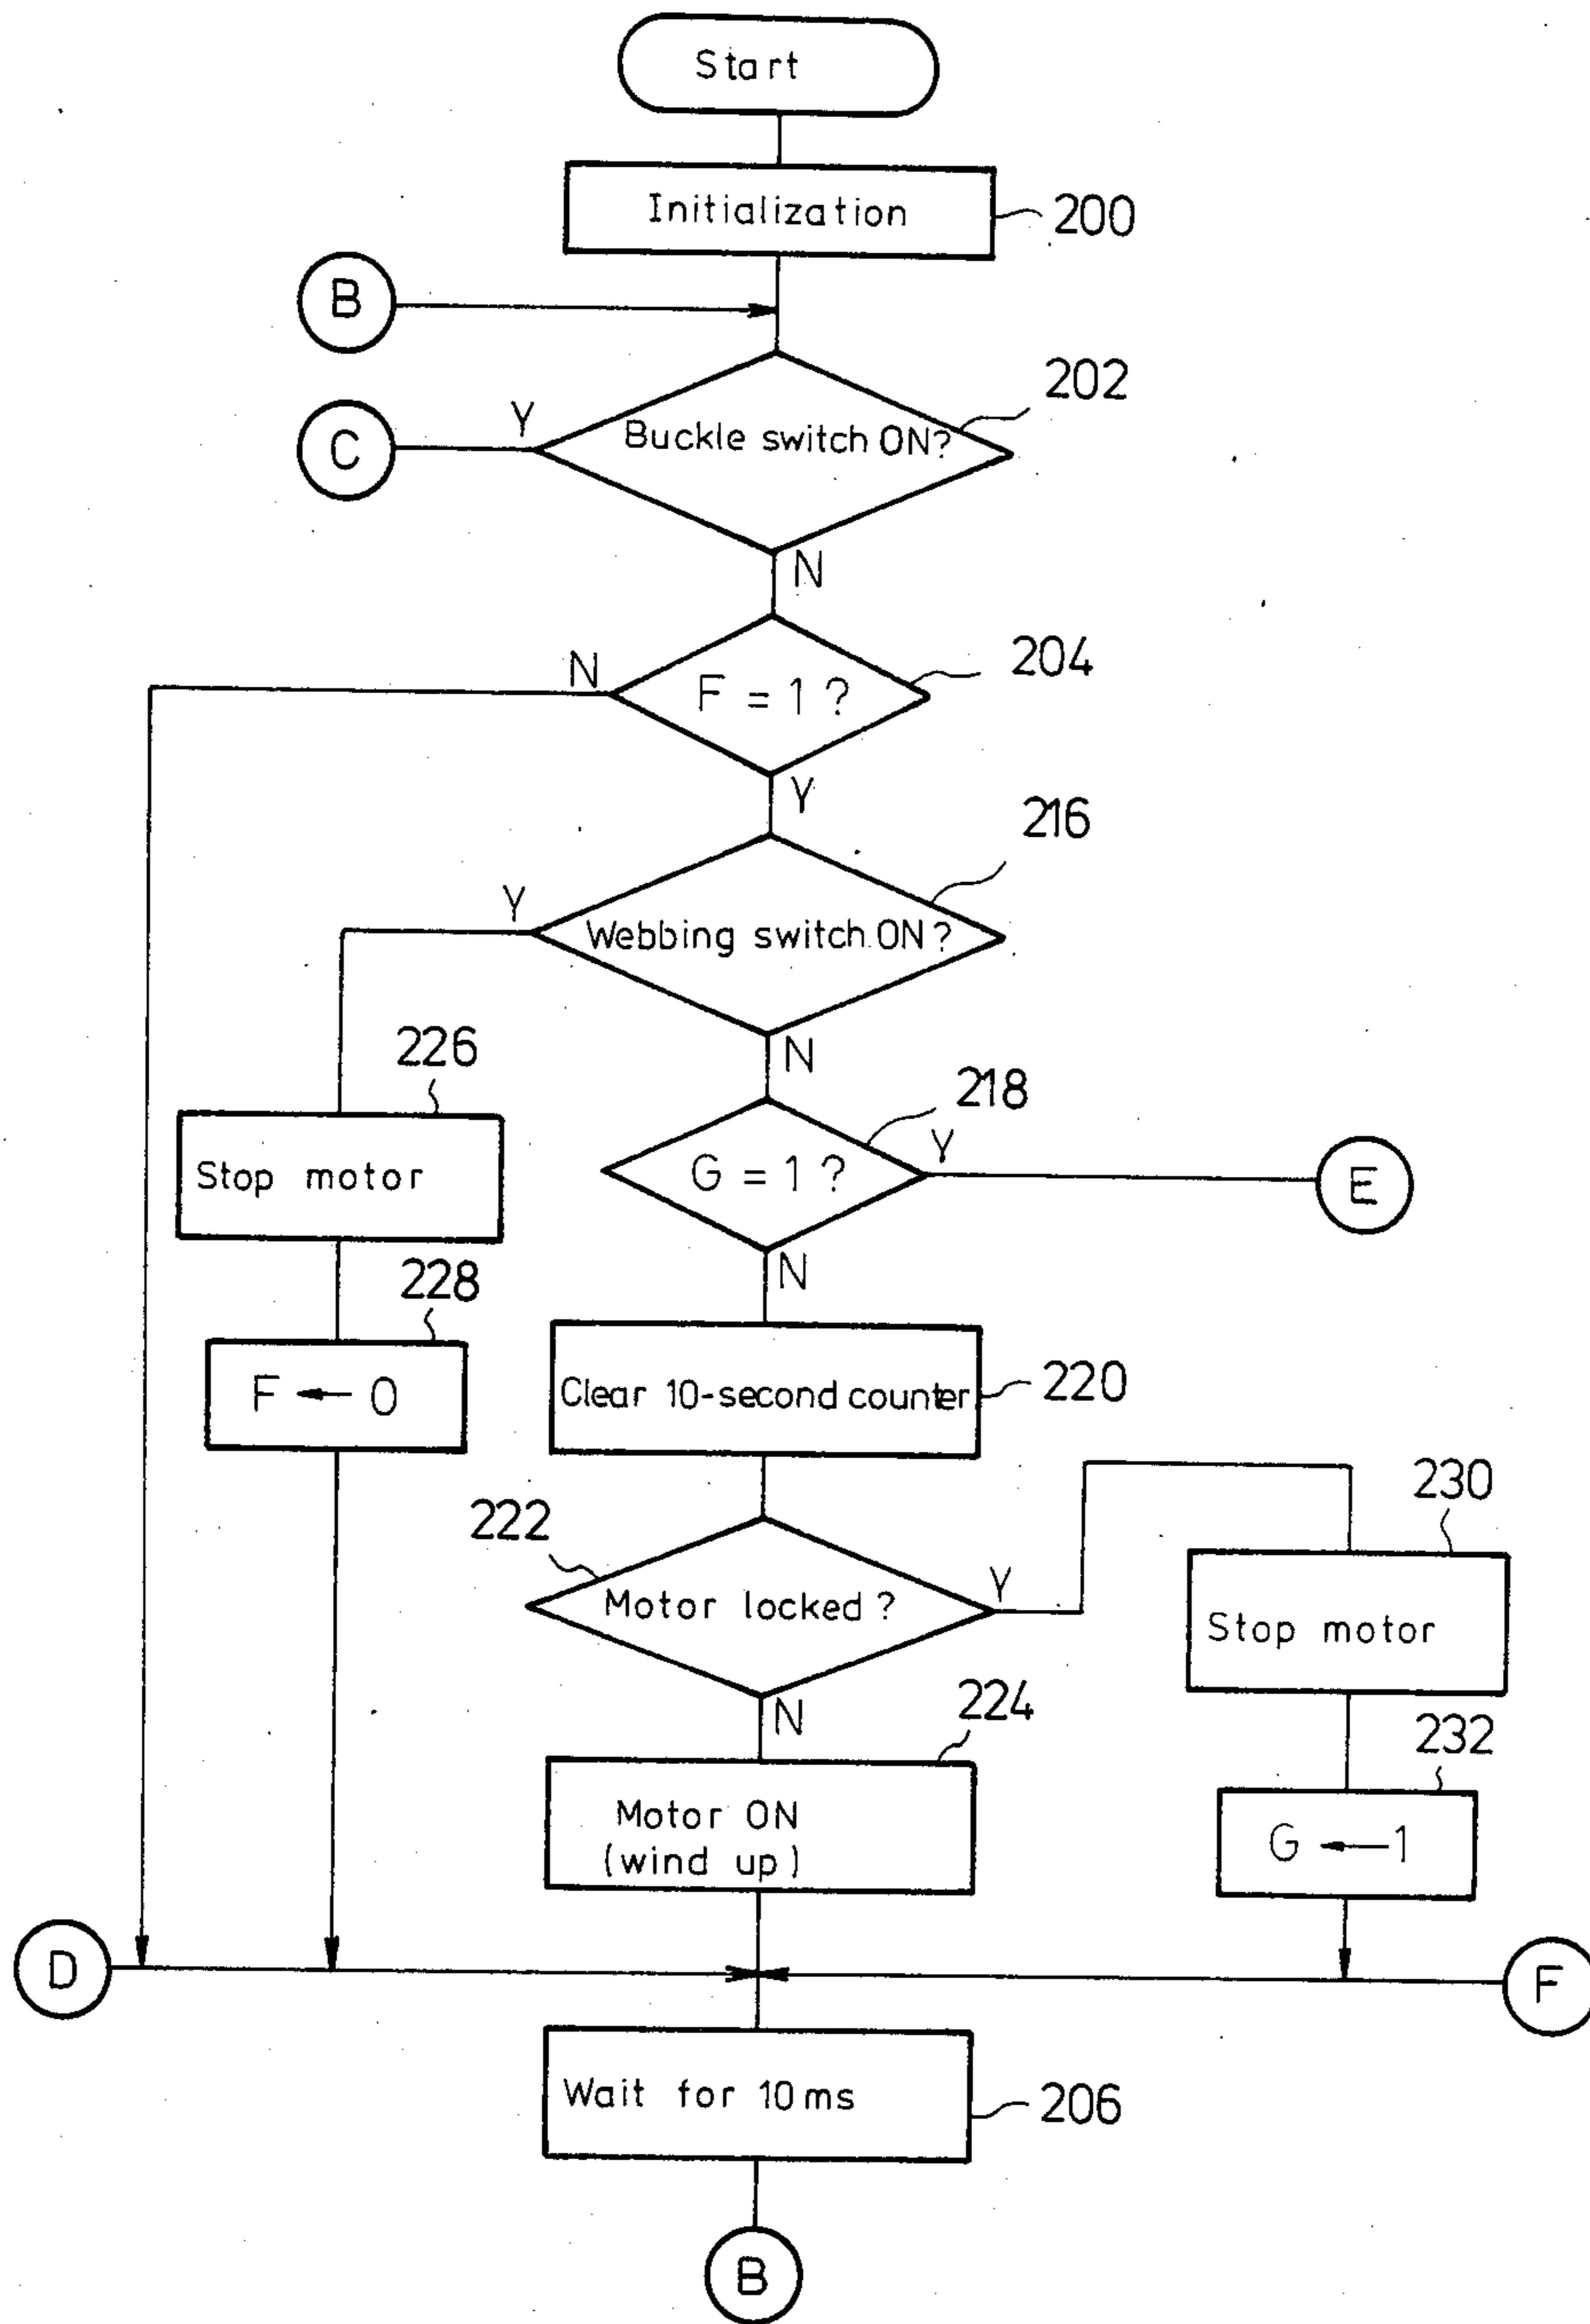 Start
Initialization
200
B
202
Y
Buckle switch ON?
C
N
204
N
F = 1 ?
Y
216
Y
Webbing switch ON?
N
226
218
Y
Stop motor
G = 1 ?
E
N
228
F ← 0
Clear 10-second counter
220
222
230
Motor locked ?
Y
Stop motor
N
224
232
Motor ON
(wind up)
G ← 1
D
F
Wait for 10 ms
206
B